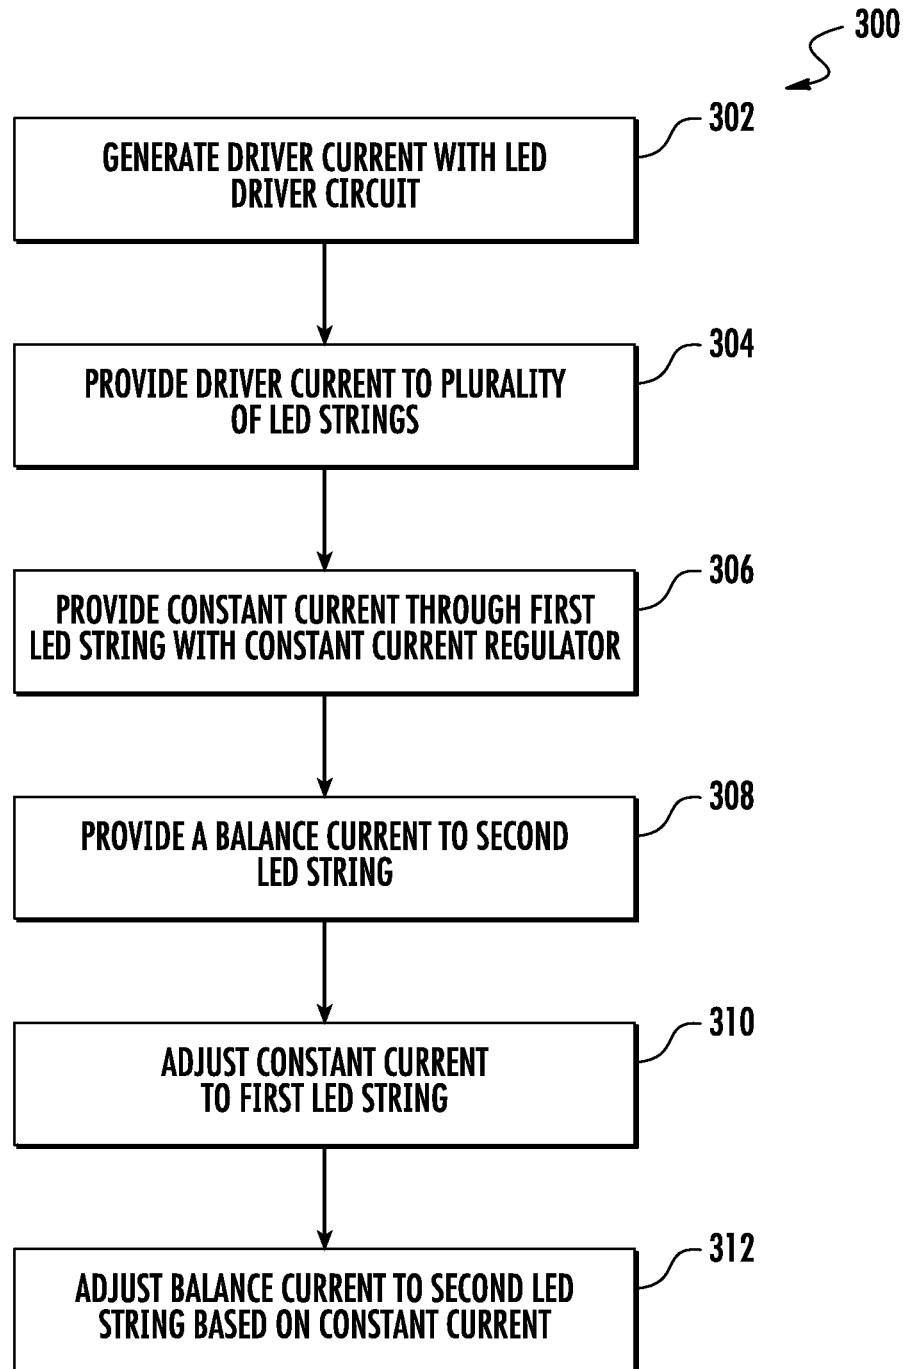 300
302
GENERATE DRIVER CURRENT WITH LED
DRIVER CIRCUIT
304
PROVIDE DRIVER CURRENT TO PLURALITY
OF LED STRINGS
306
PROVIDE CONSTANT CURRENT THROUGH FIRST
LED STRING WITH CONSTANT CURRENT REGULATOR
308
PROVIDE A BALANCE CURRENT TO SECOND
LED STRING
310
ADJUST CONSTANT CURRENT
TO FIRST LED STRING
312
ADJUST BALANCE CURRENT TO SECOND LED
STRING BASED ON CONSTANT CURRENT